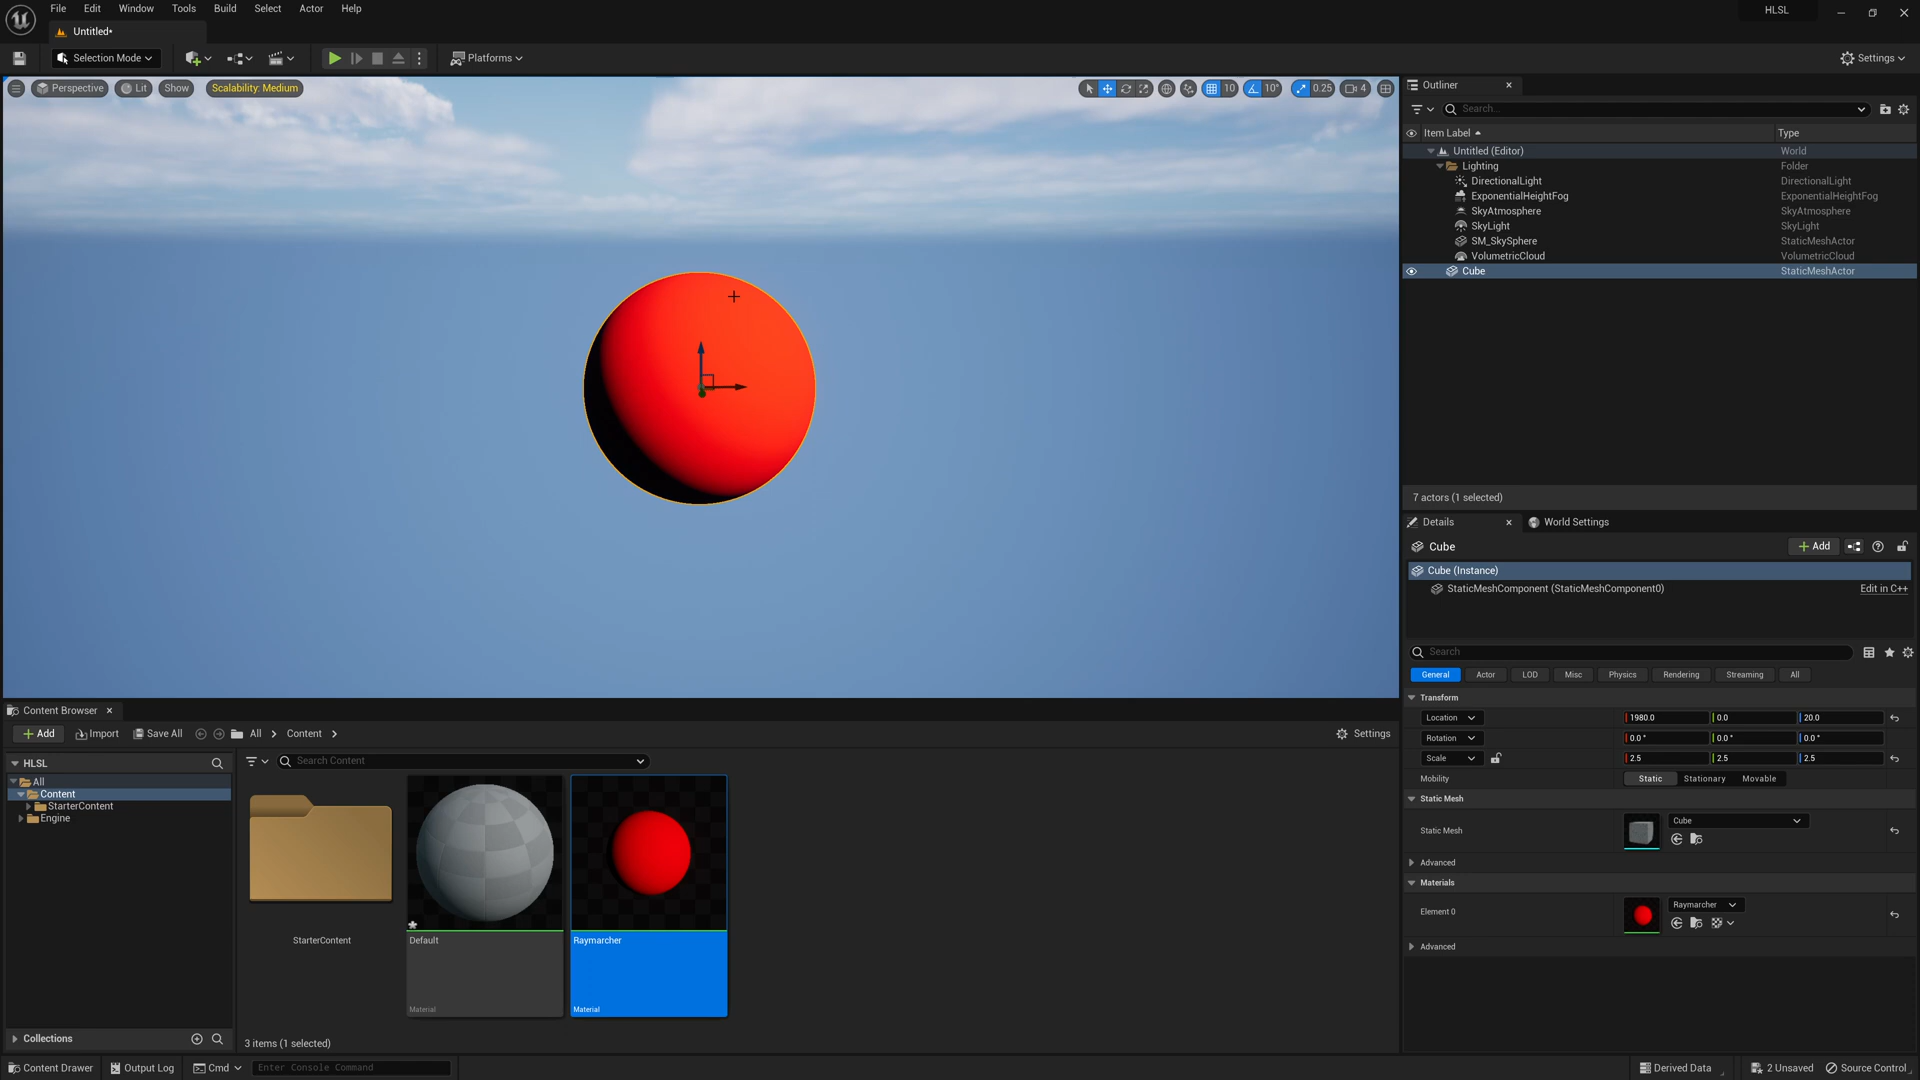 File Edit Window Tools Build Select Actor Help HLSL
Untitled*
Selection Mode Platforms Settings
Perspective Lit Show Scalability: Medium 10 10° 0.25 4
Outliner
Search...
Item Label Type
Untitled (Editor) World
Lighting Folder
DirectionalLight DirectionalLight
ExponentialHeightFog ExponentialHeightFog
SkyAtmosphere SkyAtmosphere
SkyLight SkyLight
SM_SkySphere StaticMeshActor
VolumetricCloud VolumetricCloud
Cube StaticMeshActor
7 actors (1 selected)
Details World Settings
Cube Add
Cube (Instance)
StaticMeshComponent (StaticMeshComponent0) Edit in C++
Search
General Actor LOD Misc Physics Rendering Streaming All
Transform
Location 1980.0 0.0 20.0
Rotation 0.0° 0.0° 0.0°
Scale 2.5 2.5 2.5
Mobility Static Stationary Movable
Static Mesh
Static Mesh Cube
Advanced
Materials
Element 0 Raymarcher
Advanced
Content Browser
Add Import Save All All Content Settings
HLSL
All
Content
StarterContent
Engine
Collections
Search Content
StarterContent
Default
Material
Raymarcher
Material
3 items (1 selected)
Content Drawer Output Log Cmd Enter Console Command Derived Data 2 Unsaved Source Control